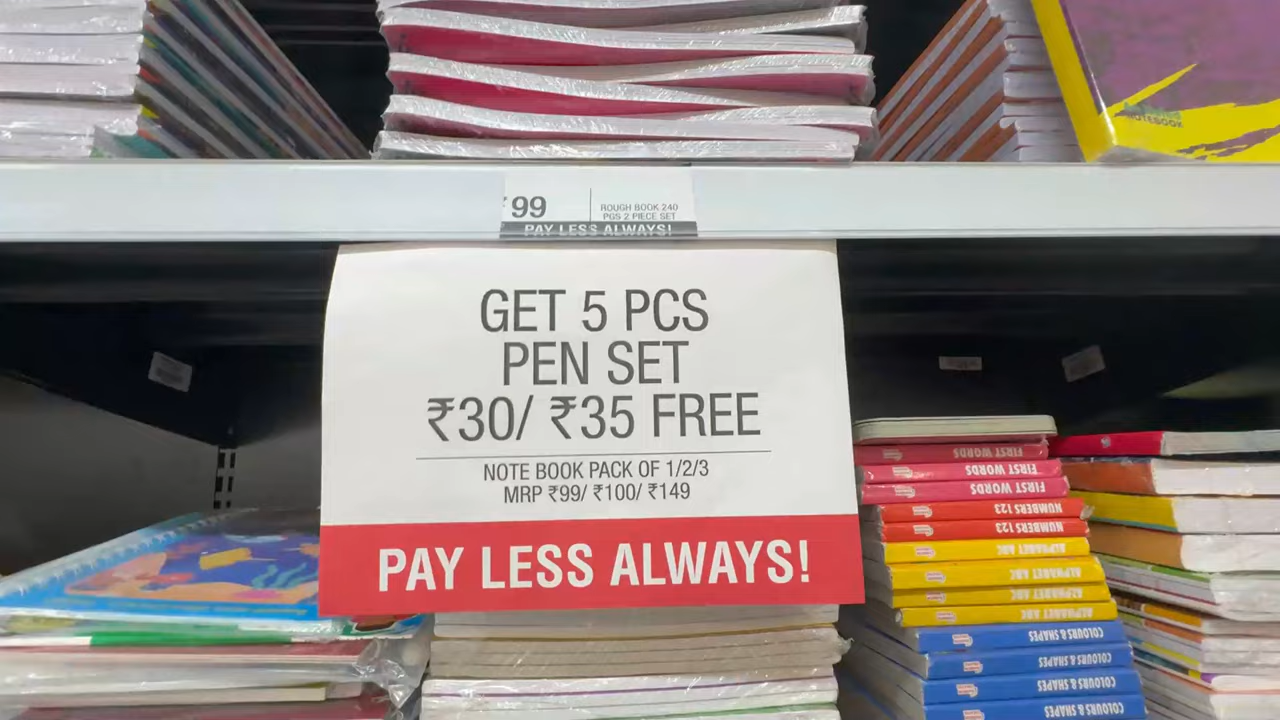 NOTEBOOK
₹99
ROUGH BOOK 240
PGS 2 PIECE SET
PAY LESS ALWAYS!
GET 5 PCS
PEN SET
₹30/ ₹35 FREE
NOTE BOOK PACK OF 1/2/3
MRP ₹99/ ₹100/ ₹149
PAY LESS ALWAYS!
FIRST WORDS
FIRST WORDS
FIRST WORDS
NUMBERS 123
NUMBERS 123
ALPHABET ABC
ALPHABET ABC
ALPHABET ABC
ALPHABET ABC
COLOURS & SHAPES
COLOURS & SHAPES
COLOURS & SHAPES
COLOURS & SHAPES